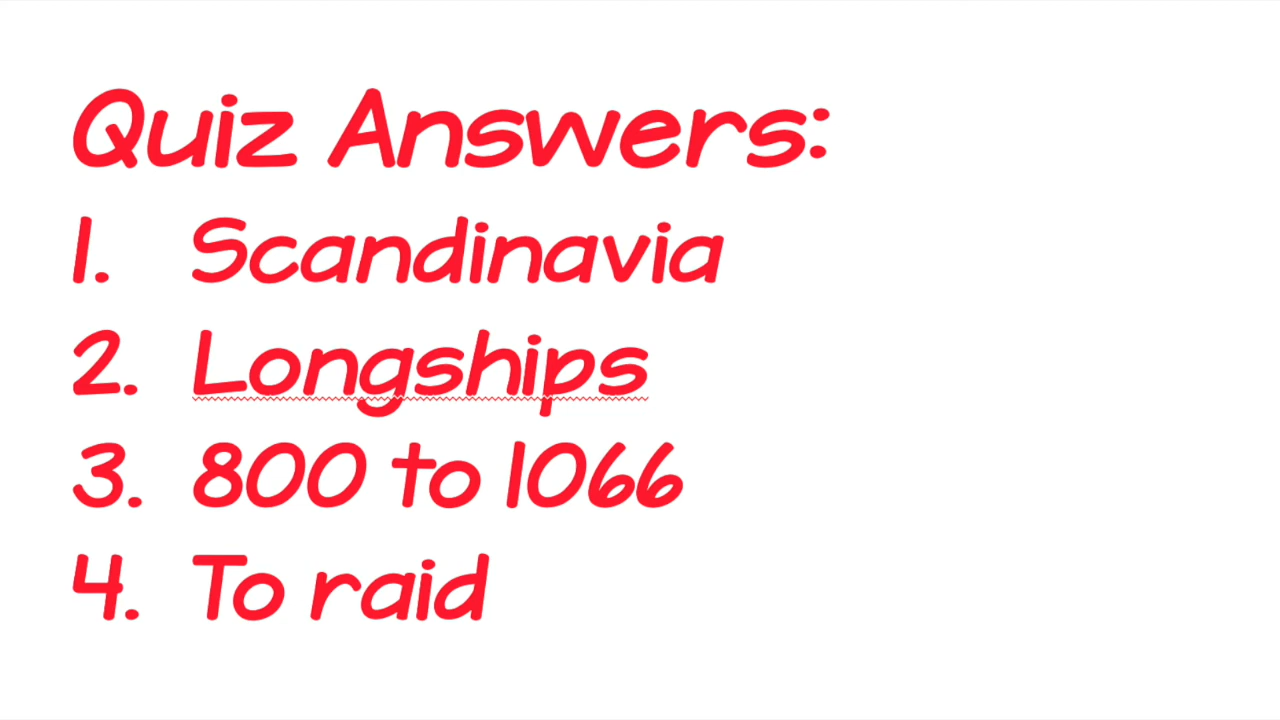 Quiz Answers:
1. Scandinavia
2. Longships
3. 800 to 1066
4. To raid